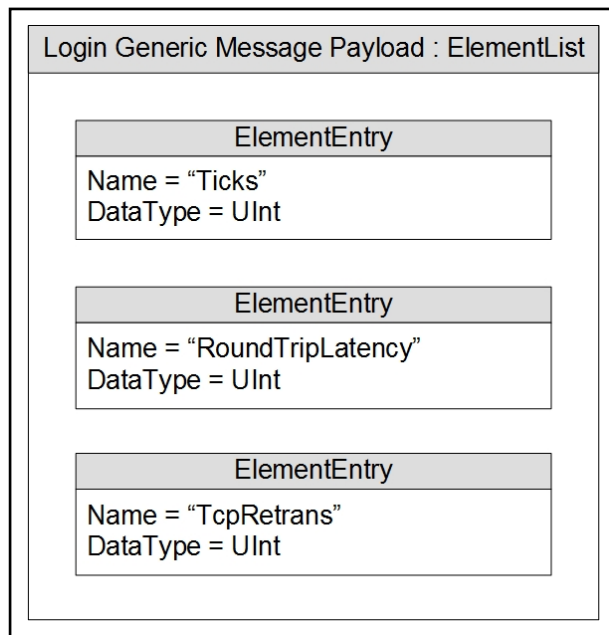 Login Generic Message Payload : ElementList
ElementEntry
Name = “Ticks”
DataType = UInt
ElementEntry
Name = “RoundTripLatency”
DataType = UInt
ElementEntry
Name = “TcpRetrans”
DataType = UInt